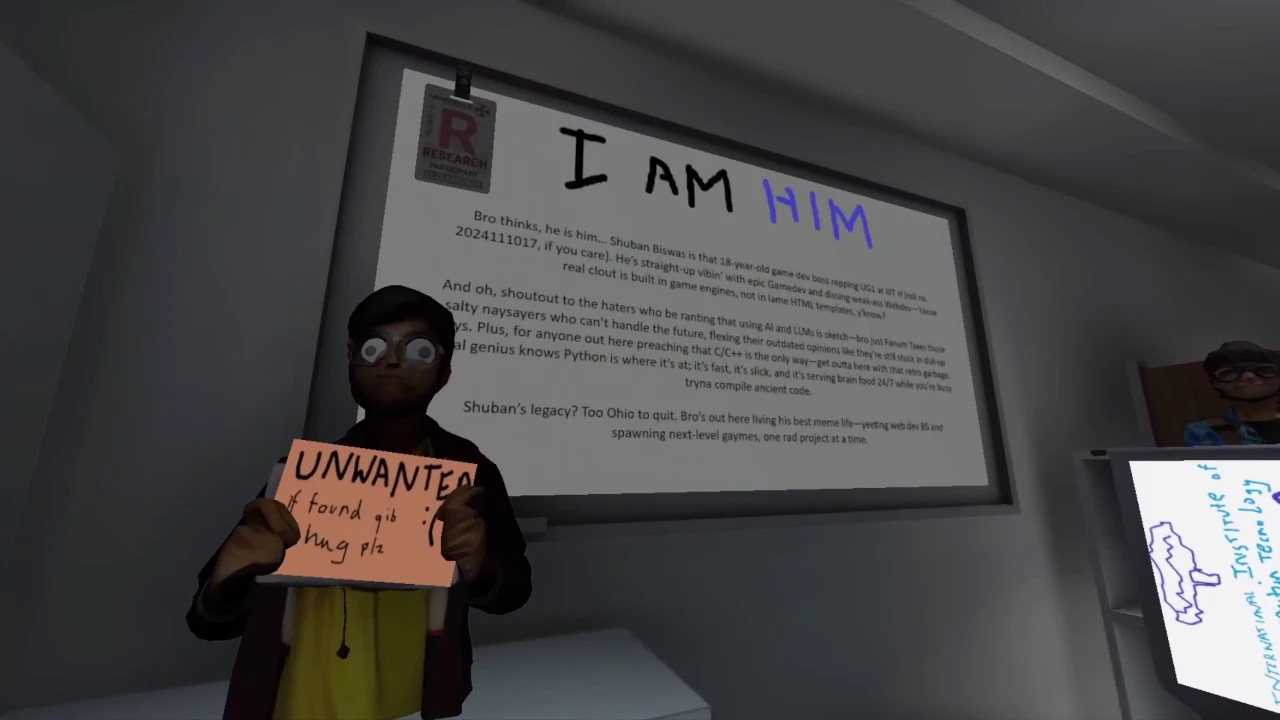 R
RESEARCH
PARTICIPANT
I AM HIM
Bro thinks, he is him... Shuban Biswas is that 18-year-old game dev boss repping UG1 at IIIT H (roll no.
2024111017, if you care). He's straight-up vibin' with epic Gamedev and dissing weak-ass Webdev—'cause
real clout is built in game engines, not in lame HTML templates, y'know?
And oh, shoutout to the haters who be ranting that using AI and LLMs is sketch—bro just Fanum Taxes those
salty naysayers who can't handle the future, flexing their outdated opinions like they're still stuck in dial-up
ys. Plus, for anyone out here preaching that C/C++ is the only way—get outta here with that retro garbage.
al genius knows Python is where it's at; it's fast, it's slick, and it's serving brain food 24/7 while you're busy
tryna compile ancient code.
Shuban's legacy? Too Ohio to quit. Bro's out here living his best meme life—yeeting web dev BS and
spawning next-level gaymes, one rad project at a time.
UNWANTED
if found gib :(
hug plz
INTERNATIONAL INSTITUTE of
TECNOLOGY